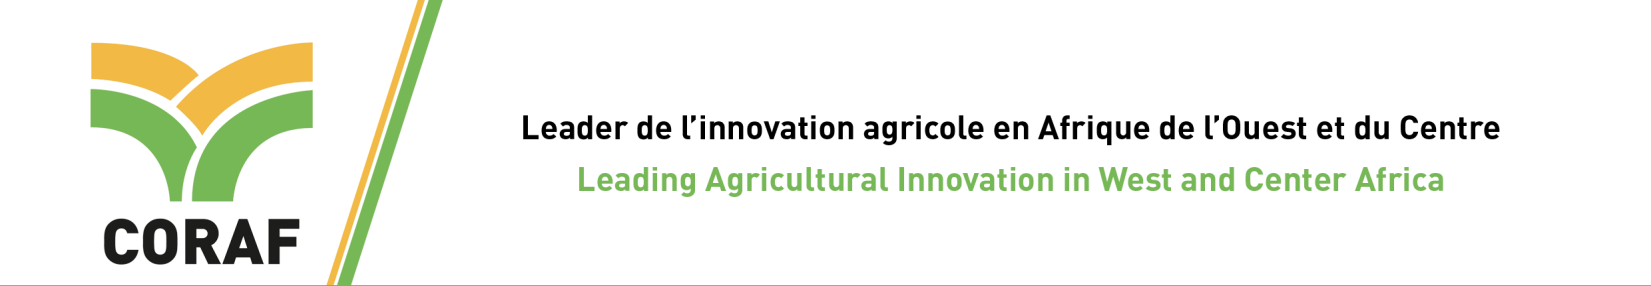 Leader de l’innovation agricole en Afrique de l’Ouest et du Centre
Leading Agricultural Innovation in West and Center Africa
CORAF